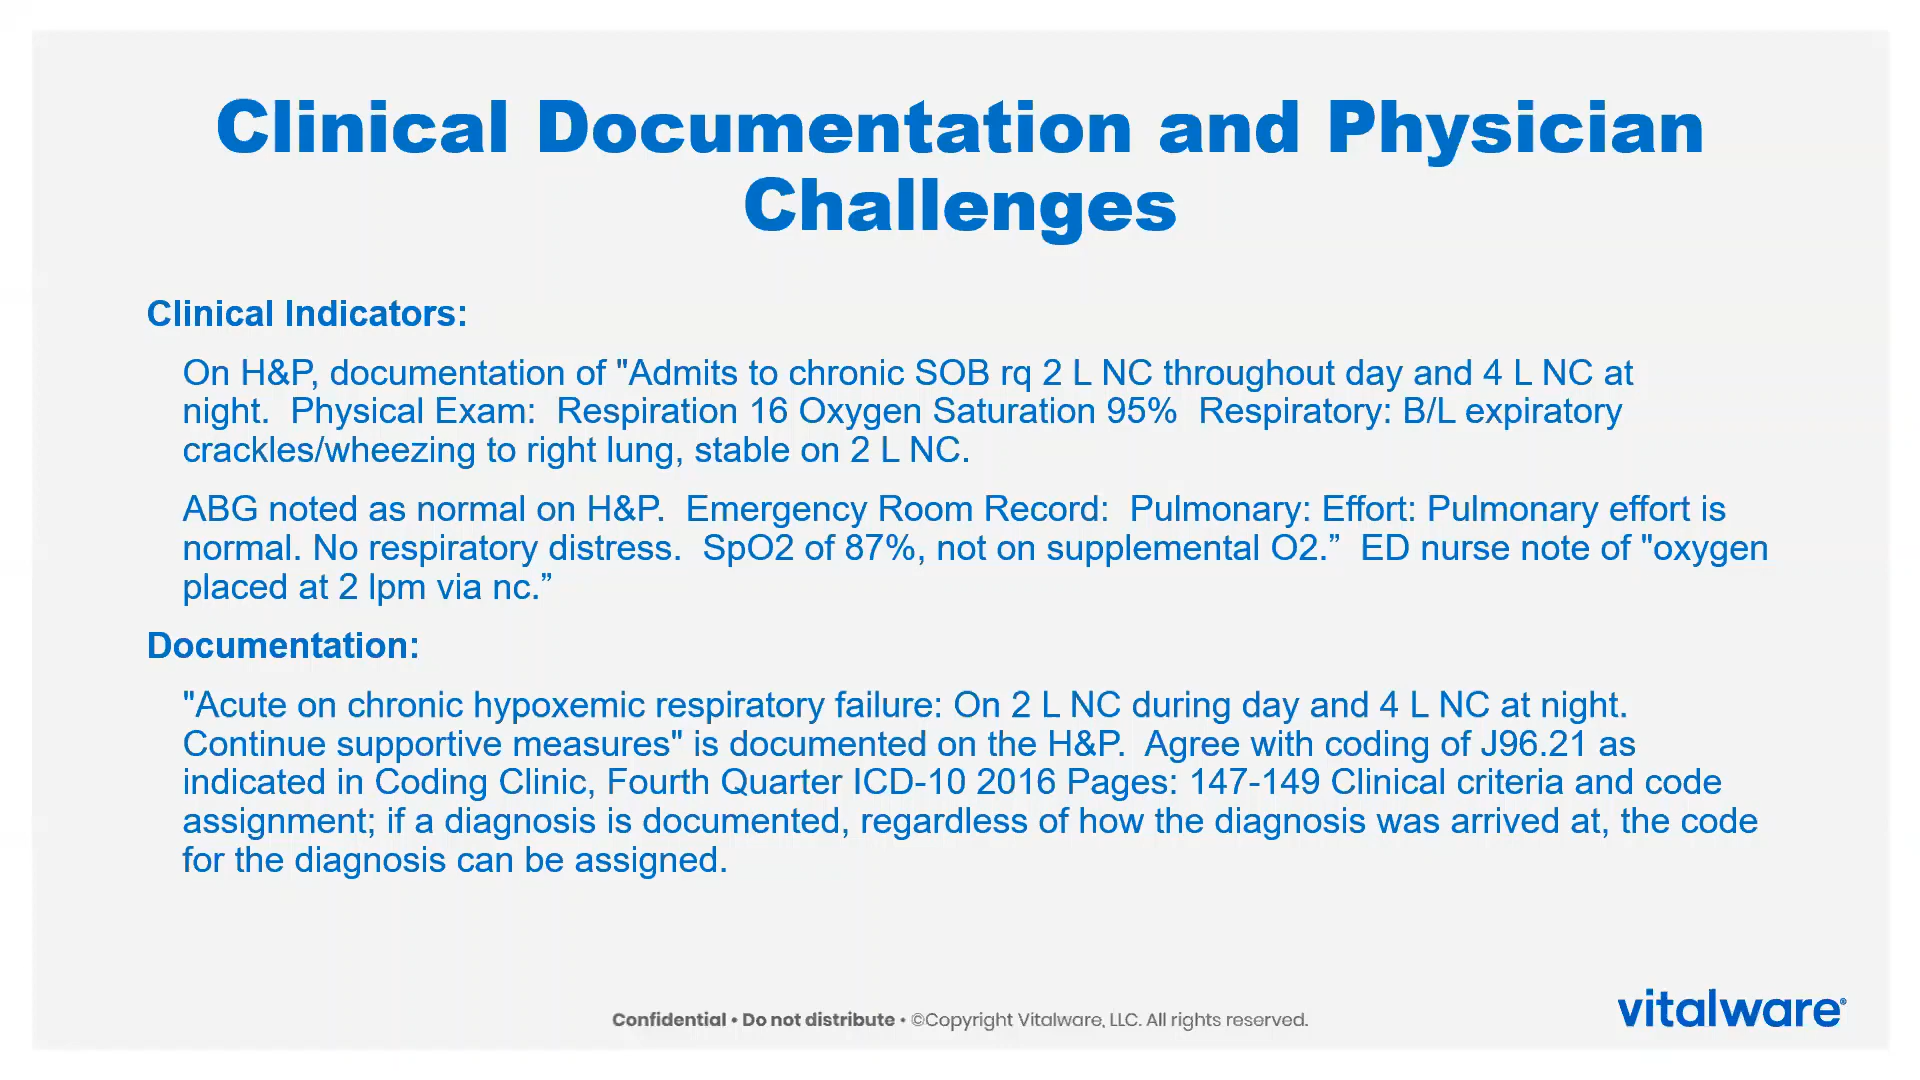 Clinical Documentation and Physician
Challenges
Clinical Indicators:
On H&P, documentation of "Admits to chronic SOB rq 2 L NC throughout day and 4 L NC at
night.  Physical Exam:  Respiration 16 Oxygen Saturation 95%  Respiratory: B/L expiratory
crackles/wheezing to right lung, stable on 2 L NC.
ABG noted as normal on H&P.  Emergency Room Record:  Pulmonary: Effort: Pulmonary effort is
normal. No respiratory distress.  SpO2 of 87%, not on supplemental O2.”  ED nurse note of "oxygen
placed at 2 lpm via nc.”
Documentation:
"Acute on chronic hypoxemic respiratory failure: On 2 L NC during day and 4 L NC at night.
Continue supportive measures" is documented on the H&P.  Agree with coding of J96.21 as
indicated in Coding Clinic, Fourth Quarter ICD-10 2016 Pages: 147-149 Clinical criteria and code
assignment; if a diagnosis is documented, regardless of how the diagnosis was arrived at, the code
for the diagnosis can be assigned.
Confidential • Do not distribute • ©Copyright Vitalware, LLC. All rights reserved.
vitalware®